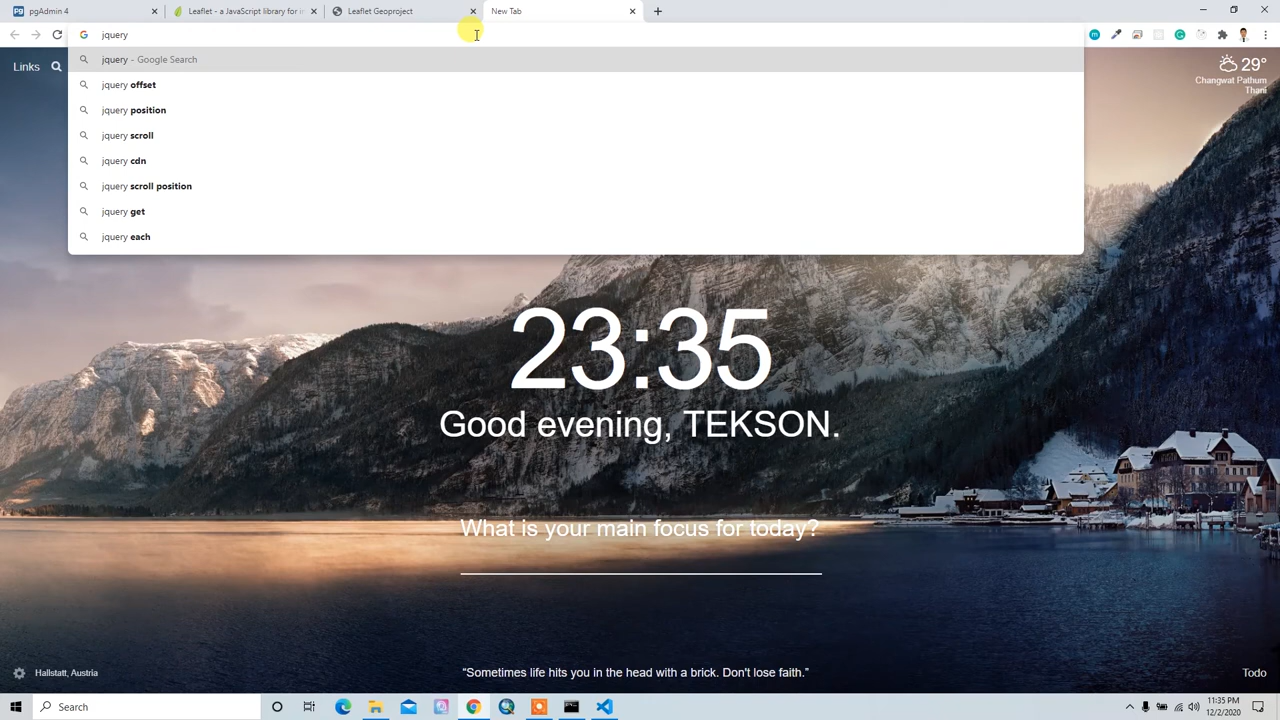 pgAdmin 4
Leaflet - a JavaScript library for in
Leaflet Geoproject
New Tab
jquery
jquery - Google Search
jquery offset
jquery position
jquery scroll
jquery cdn
jquery scroll position
jquery get
jquery each
Links
29°
Changwat Pathum
Thani
23:35
Good evening, TEKSON.
What is your main focus for today?
Hallstatt, Austria
“Sometimes life hits you in the head with a brick. Don't lose faith.”
Todo
Search
11:35 PM
12/2/2020